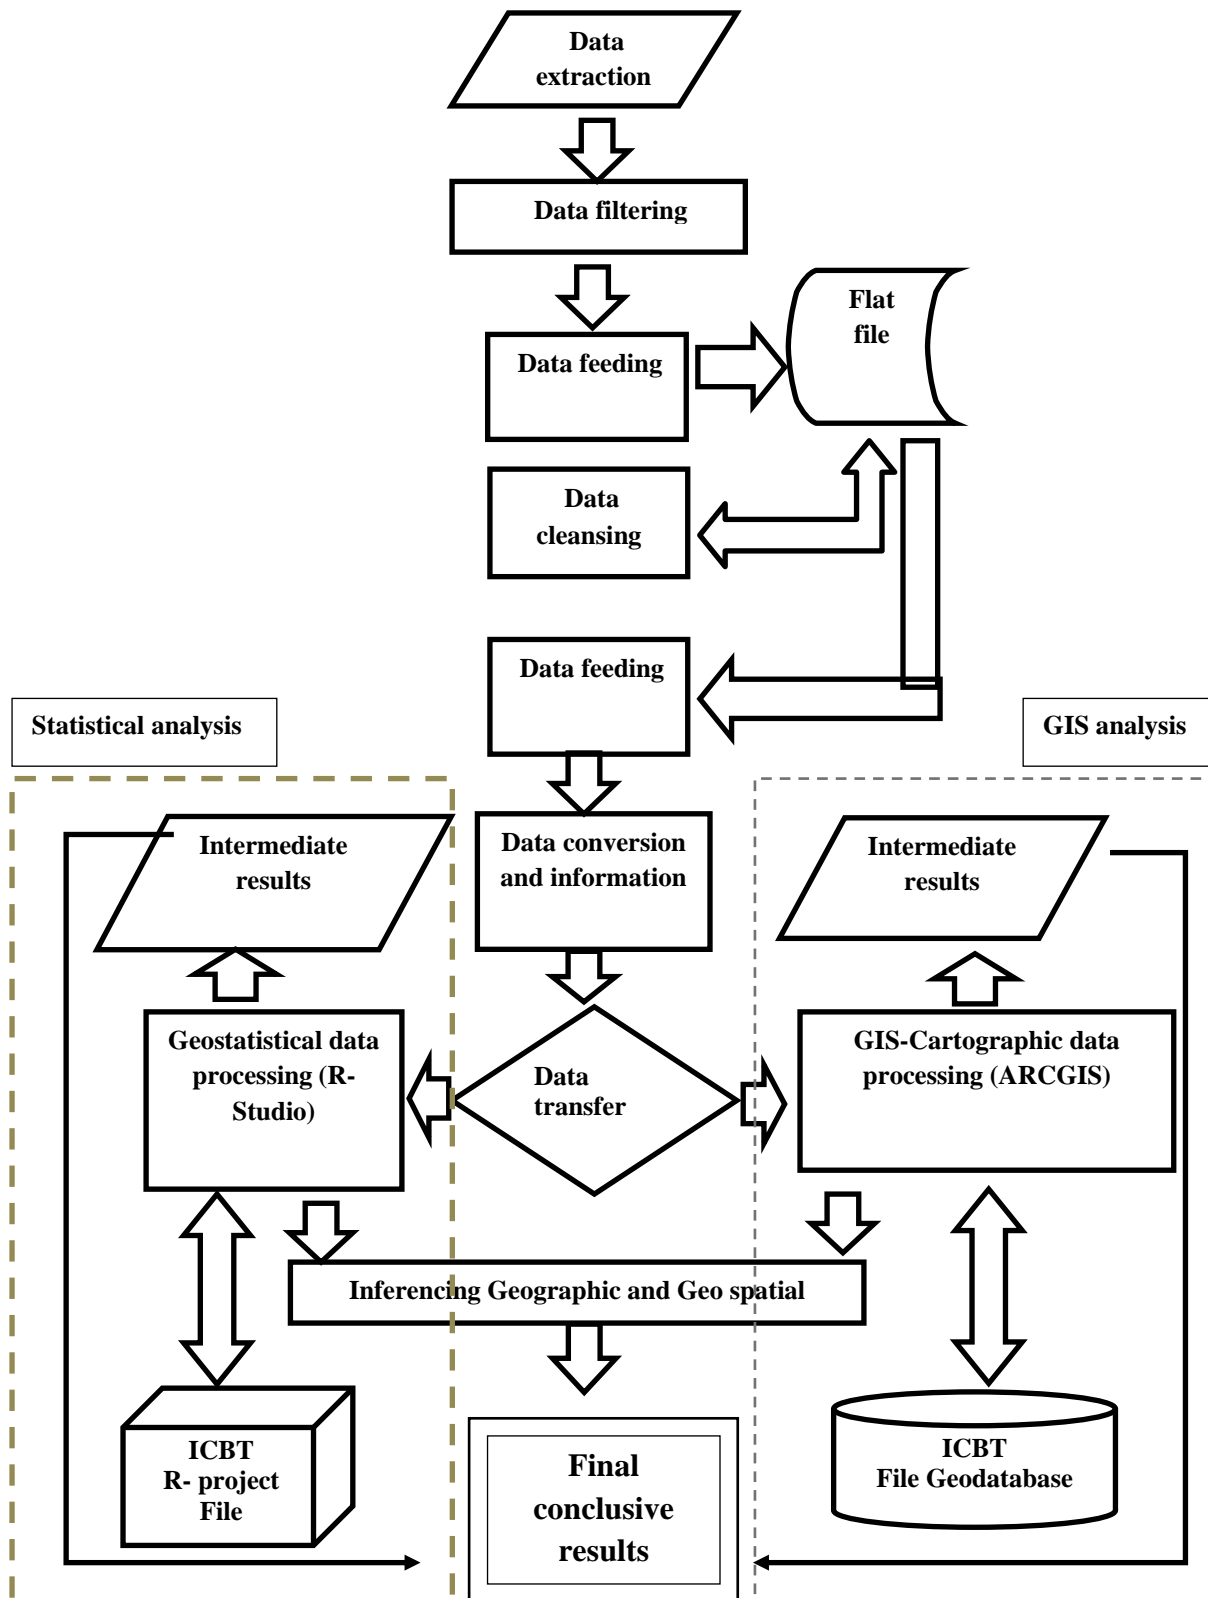 Data
extraction
Data filtering
Flat
file
Data feeding
Data
cleansing
Data feeding
Statistical analysis
GIS analysis
Intermediate
results
Data conversion
and information
Intermediate
results
Geostatistical data
processing (R-
Studio)
Data
transfer
GIS-Cartographic data
processing (ARCGIS)
Inferencing Geographic and Geo spatial
ICBT
R- project
File
Final
conclusive
results
ICBT
File Geodatabase